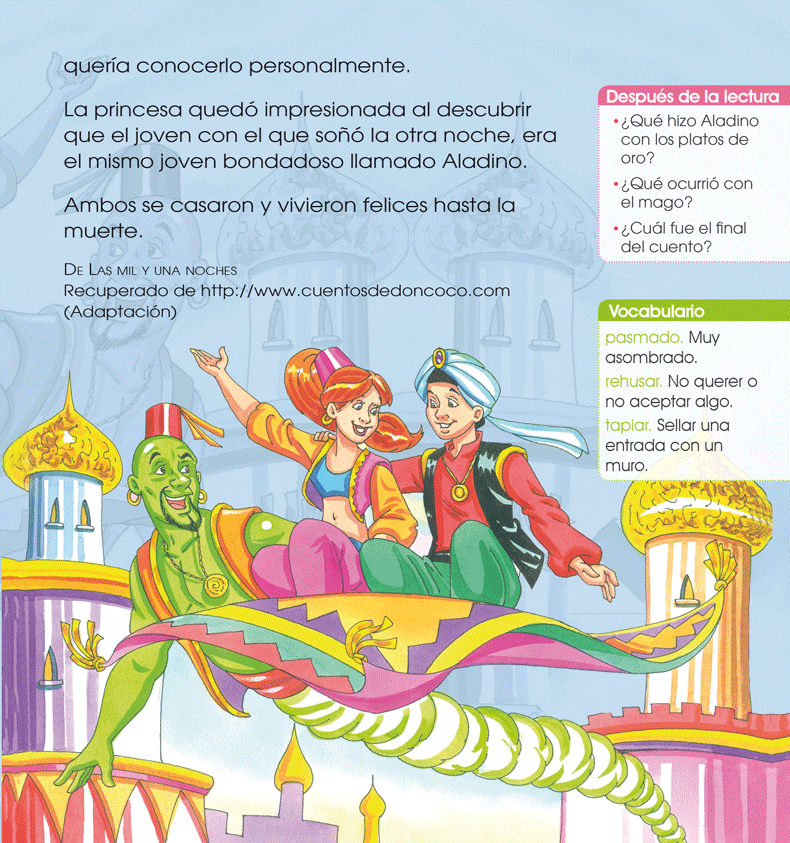 quería conocerlo personalmente.
La princesa quedó impresionada al descubrir
que el joven con el que soñó la otra noche, era
el mismo joven bondadoso llamado Aladino.
Ambos se casaron y vivieron felices hasta la
muerte.
De Las mil y una noches
Recuperado de http://www.cuentosdedoncoco.com
(Adaptación)
Después de la lectura
• ¿Qué hizo Aladino
con los platos de
oro?
• ¿Qué ocurrió con
el mago?
• ¿Cuál fue el final
del cuento?
Vocabulario
pasmado. Muy
asombrado.
rehusar. No querer o
no aceptar algo.
tapiar. Sellar una
entrada con un
muro.